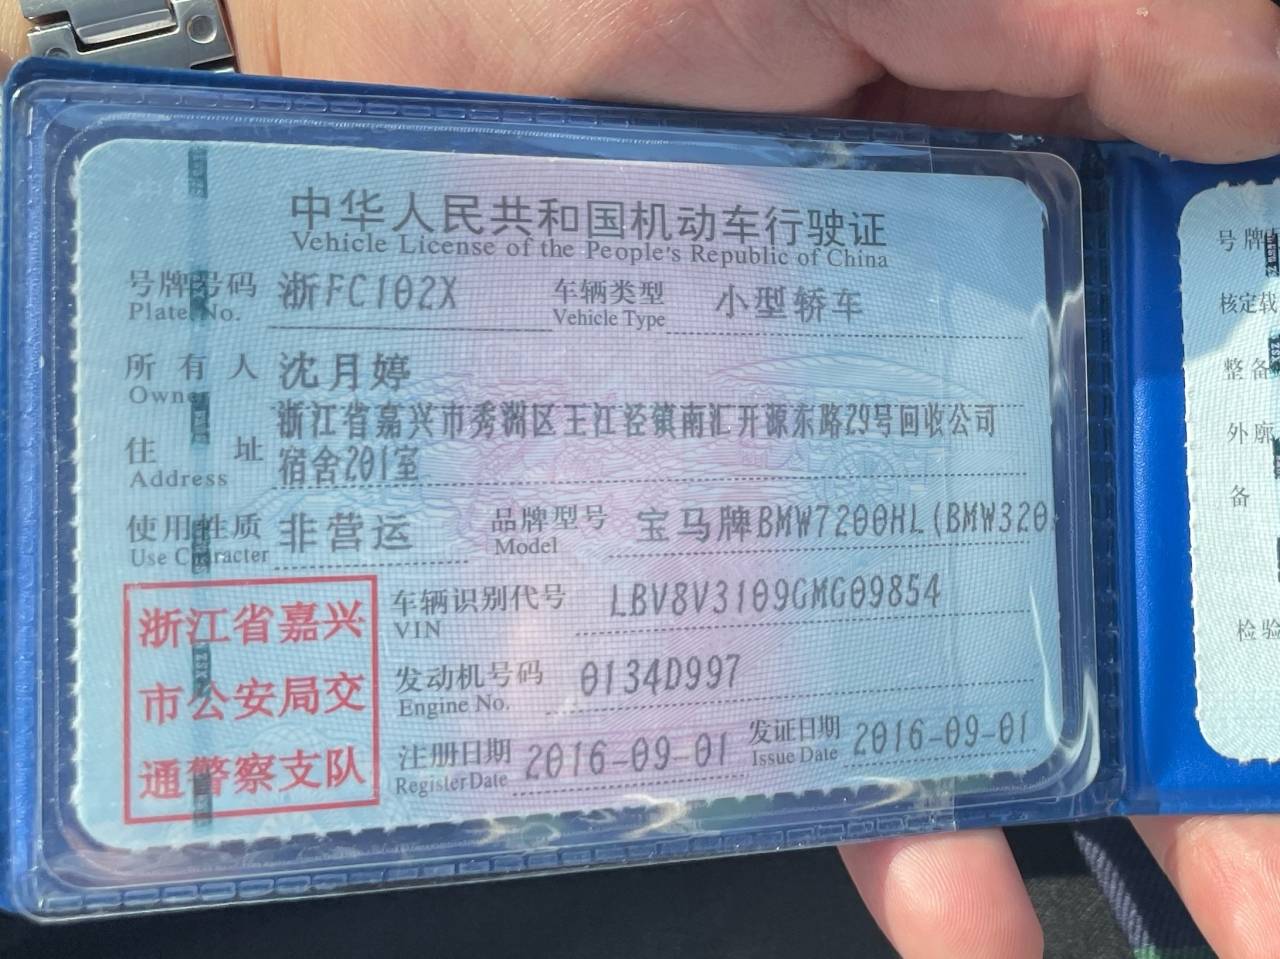 中华人民共和国机动车行驶证
Vehicle License of the People's Republic of China
号牌号码 浙FC102X 车辆类型 小型轿车
Plate No. Vehicle Type
所有人 沈月婷
Owner
浙江省嘉兴市秀洲区王江泾镇南汇开源东路29号回收公司
住址 宿舍201室
Address
使用性质 非营运 品牌型号 宝马牌BMW7200HL(BMW320
Use Character Model
车辆识别代号 LBV8V3109GMG09854
VIN
发动机号码 0134D997
Engine No.
注册日期 2016-09-01 发证日期 2016-09-01
Register Date Issue Date
浙江省嘉兴
市公安局交
通警察支队
号牌
核定载
整备
外廓
备
检验